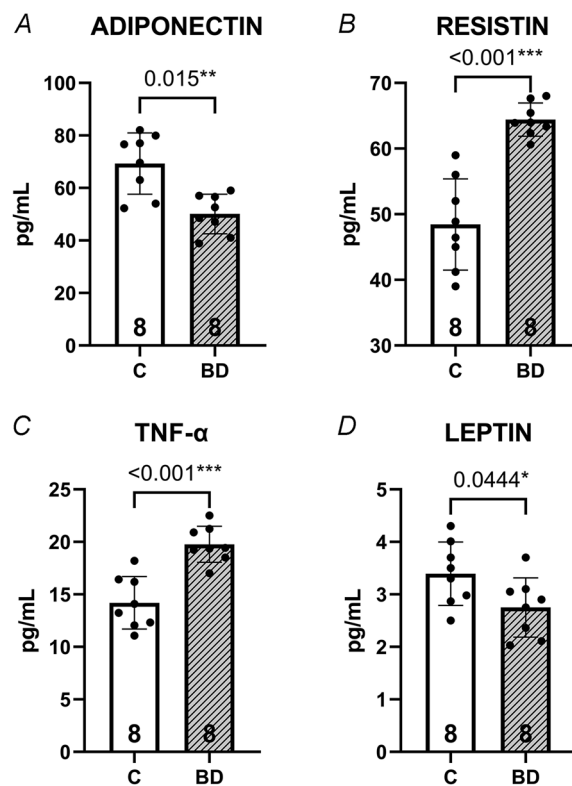 A ADIPONECTIN
0.015**
100
80
60
40
20
0
pg/mL
8 8
C BD
B RESISTIN
<0.001***
70
60
50
40
30
pg/mL
8 8
C BD
C TNF-α
<0.001***
25
20
15
10
5
0
pg/mL
8 8
C BD
D LEPTIN
0.0444*
5
4
3
2
1
0
pg/mL
8 8
C BD